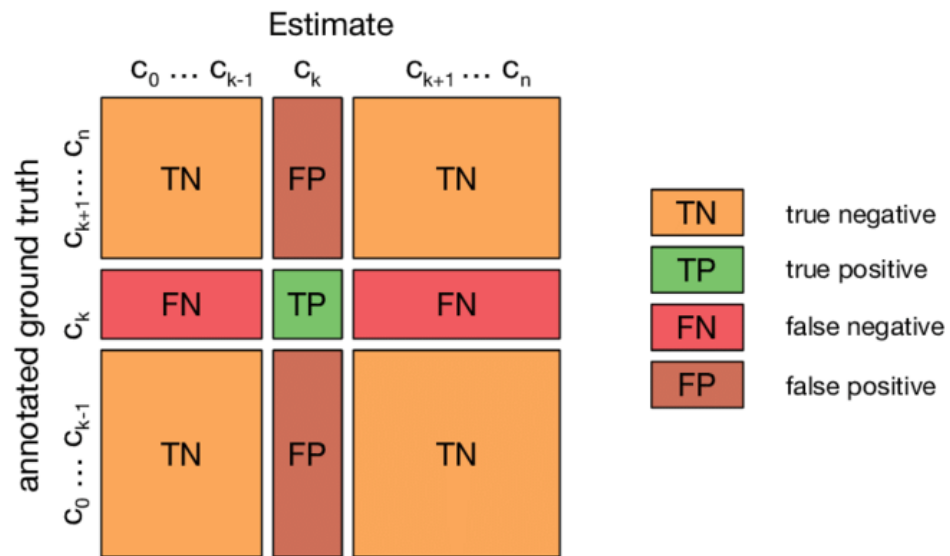 Estimate
c₀ ... cₖ₋₁ cₖ cₖ₊₁ ... cₙ
annotated ground truth
cₖ₊₁.... cₙ
TN FP TN
cₖ
FN TP FN
c₀ ... cₖ₋₁
TN FP TN
TN true negative
TP true positive
FN false negative
FP false positive